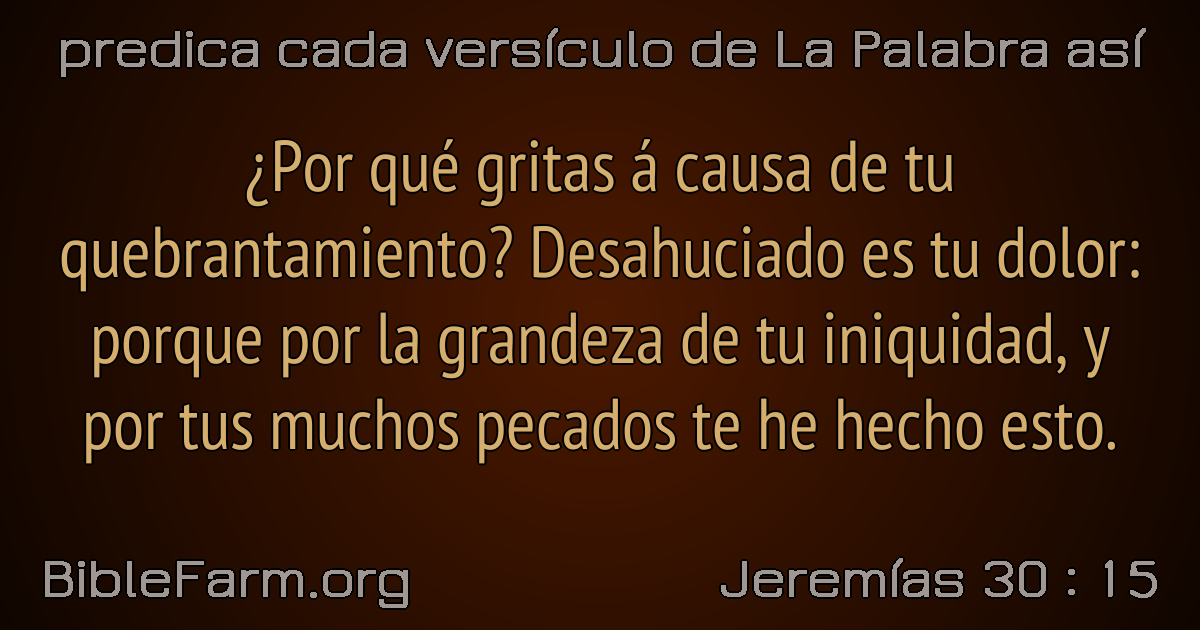 predica cada versículo de La Palabra así
¿Por qué gritas á causa de tu
quebrantamiento? Desahuciado es tu dolor:
porque por la grandeza de tu iniquidad, y
por tus muchos pecados te he hecho esto.
BibleFarm.org
Jeremías 30 : 15